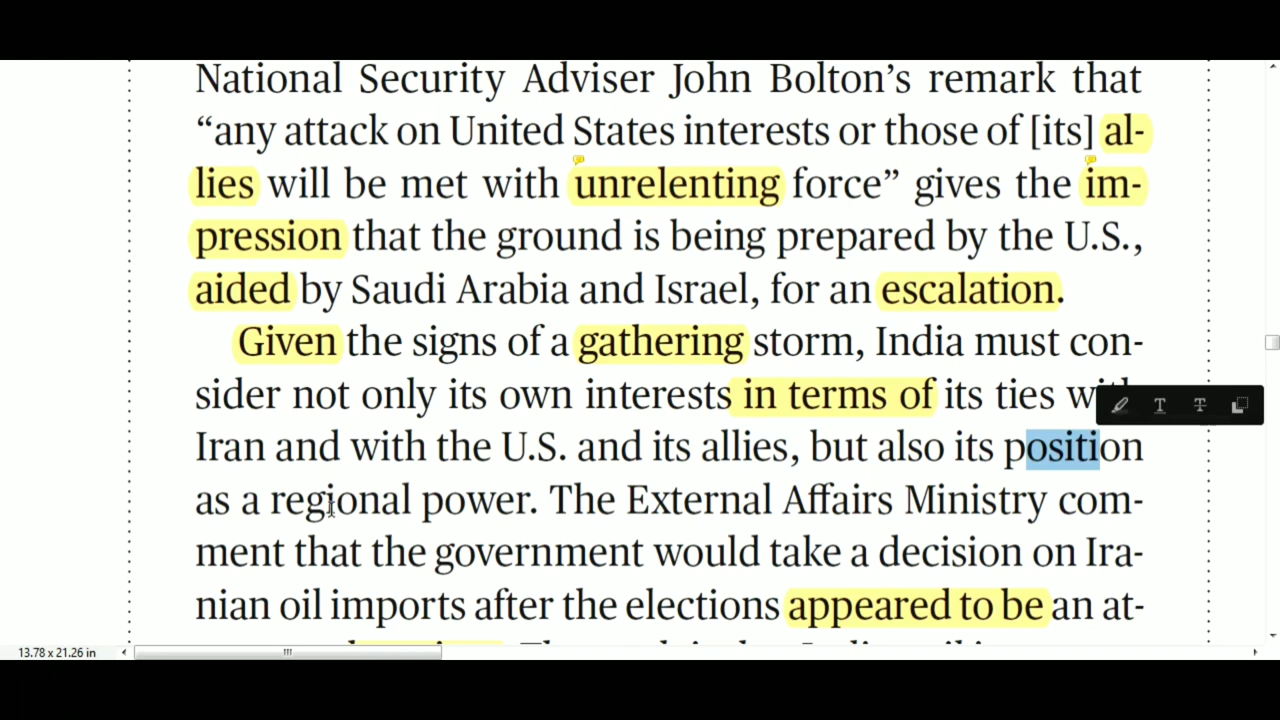 National Security Adviser John Bolton’s remark that
“any attack on United States interests or those of [its] al-
lies will be met with unrelenting force” gives the im-
pression that the ground is being prepared by the U.S.,
aided by Saudi Arabia and Israel, for an escalation.
Given the signs of a gathering storm, India must con-
sider not only its own interests in terms of its ties with
Iran and with the U.S. and its allies, but also its position
as a regional power. The External Affairs Ministry com-
ment that the government would take a decision on Ira-
nian oil imports after the elections appeared to be an at-
13.78 x 21.26 in